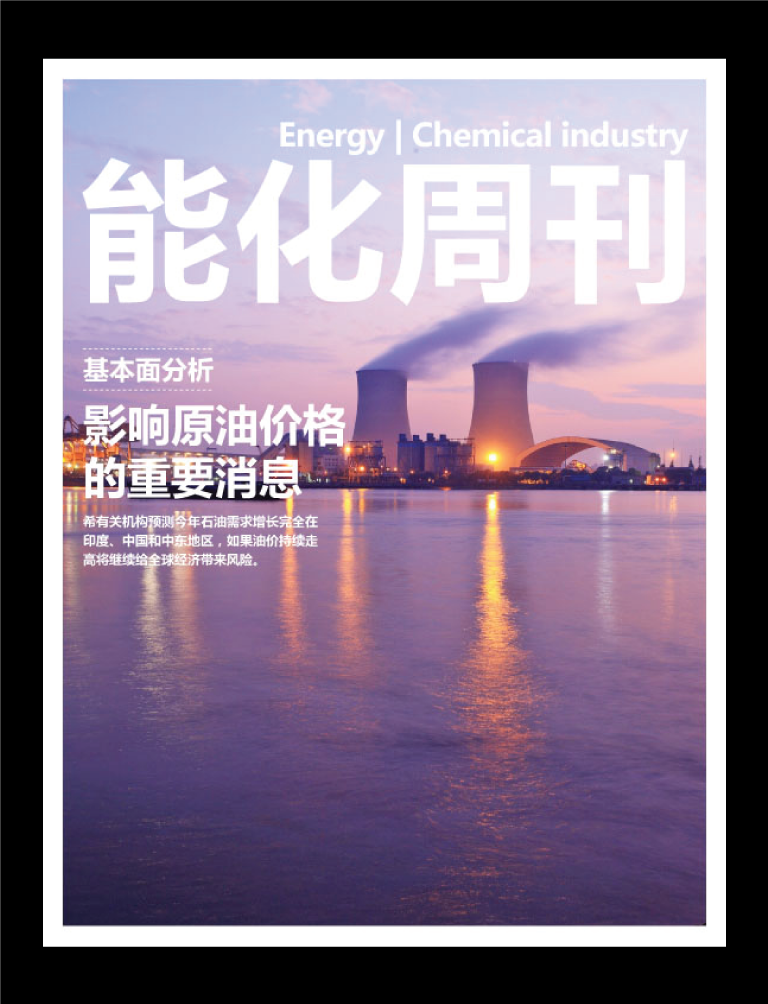 Energy | Chemical industry
能化周刊
基本面分析
影响原油价格
的重要消息
希有关机构预测今年石油需求增长完全在
印度、中国和中东地区，如果油价持续走
高将继续给全球经济带来风险。